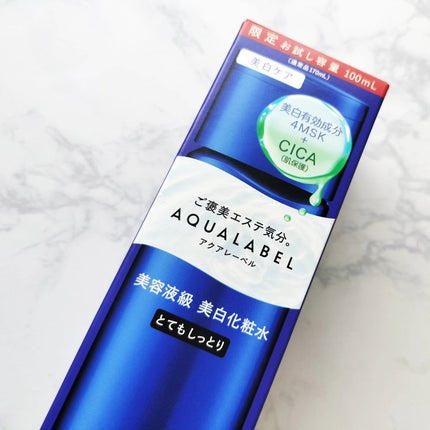 限定 お試し容量 100mL
(通常品170mL)
美白ケア
美白有効成分
4MSK
+
CICA
(肌保護)
ご褒美エステ気分。
AQUALABEL
アクアレーベル
美容液級 美白化粧水
とてもしっとり